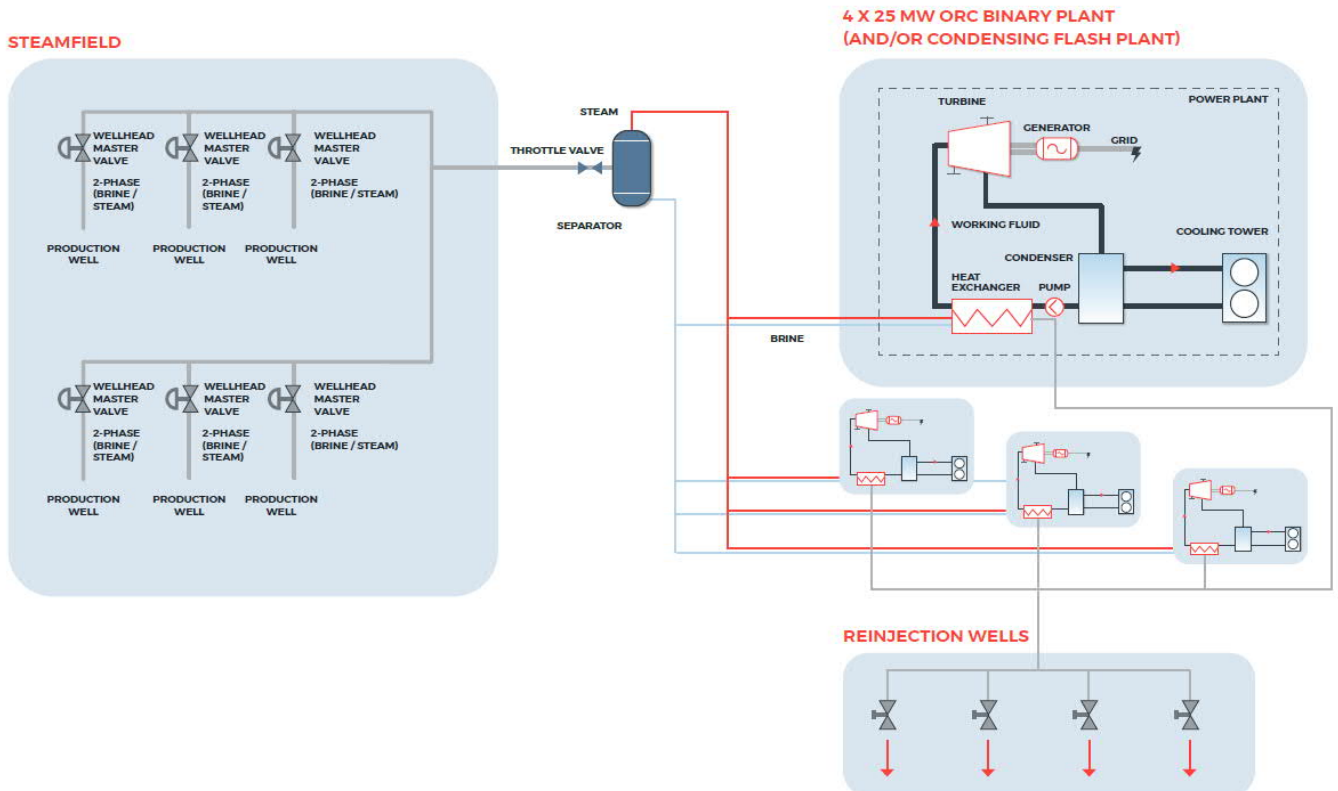 4 X 25 MW ORC BINARY PLANT
(AND/OR CONDENSING FLASH PLANT)
STEAMFIELD
WELLHEAD
MASTER
VALVE
2-PHASE
(BRINE /
STEAM)
PRODUCTION
WELL
WELLHEAD
MASTER
VALVE
2-PHASE
(BRINE /
STEAM)
PRODUCTION
WELL
WELLHEAD
MASTER
VALVE
2-PHASE
(BRINE / STEAM)
PRODUCTION
WELL
WELLHEAD
MASTER
VALVE
2-PHASE
(BRINE /
STEAM)
PRODUCTION
WELL
WELLHEAD
MASTER
VALVE
2-PHASE
(BRINE /
STEAM)
PRODUCTION
WELL
WELLHEAD
MASTER
VALVE
2-PHASE
(BRINE / STEAM)
PRODUCTION
WELL
STEAM
THROTTLE VALVE
SEPARATOR
BRINE
TURBINE
POWER PLANT
GENERATOR
GRID
WORKING FLUID
COOLING TOWER
CONDENSER
HEAT
EXCHANGER
PUMP
REINJECTION WELLS